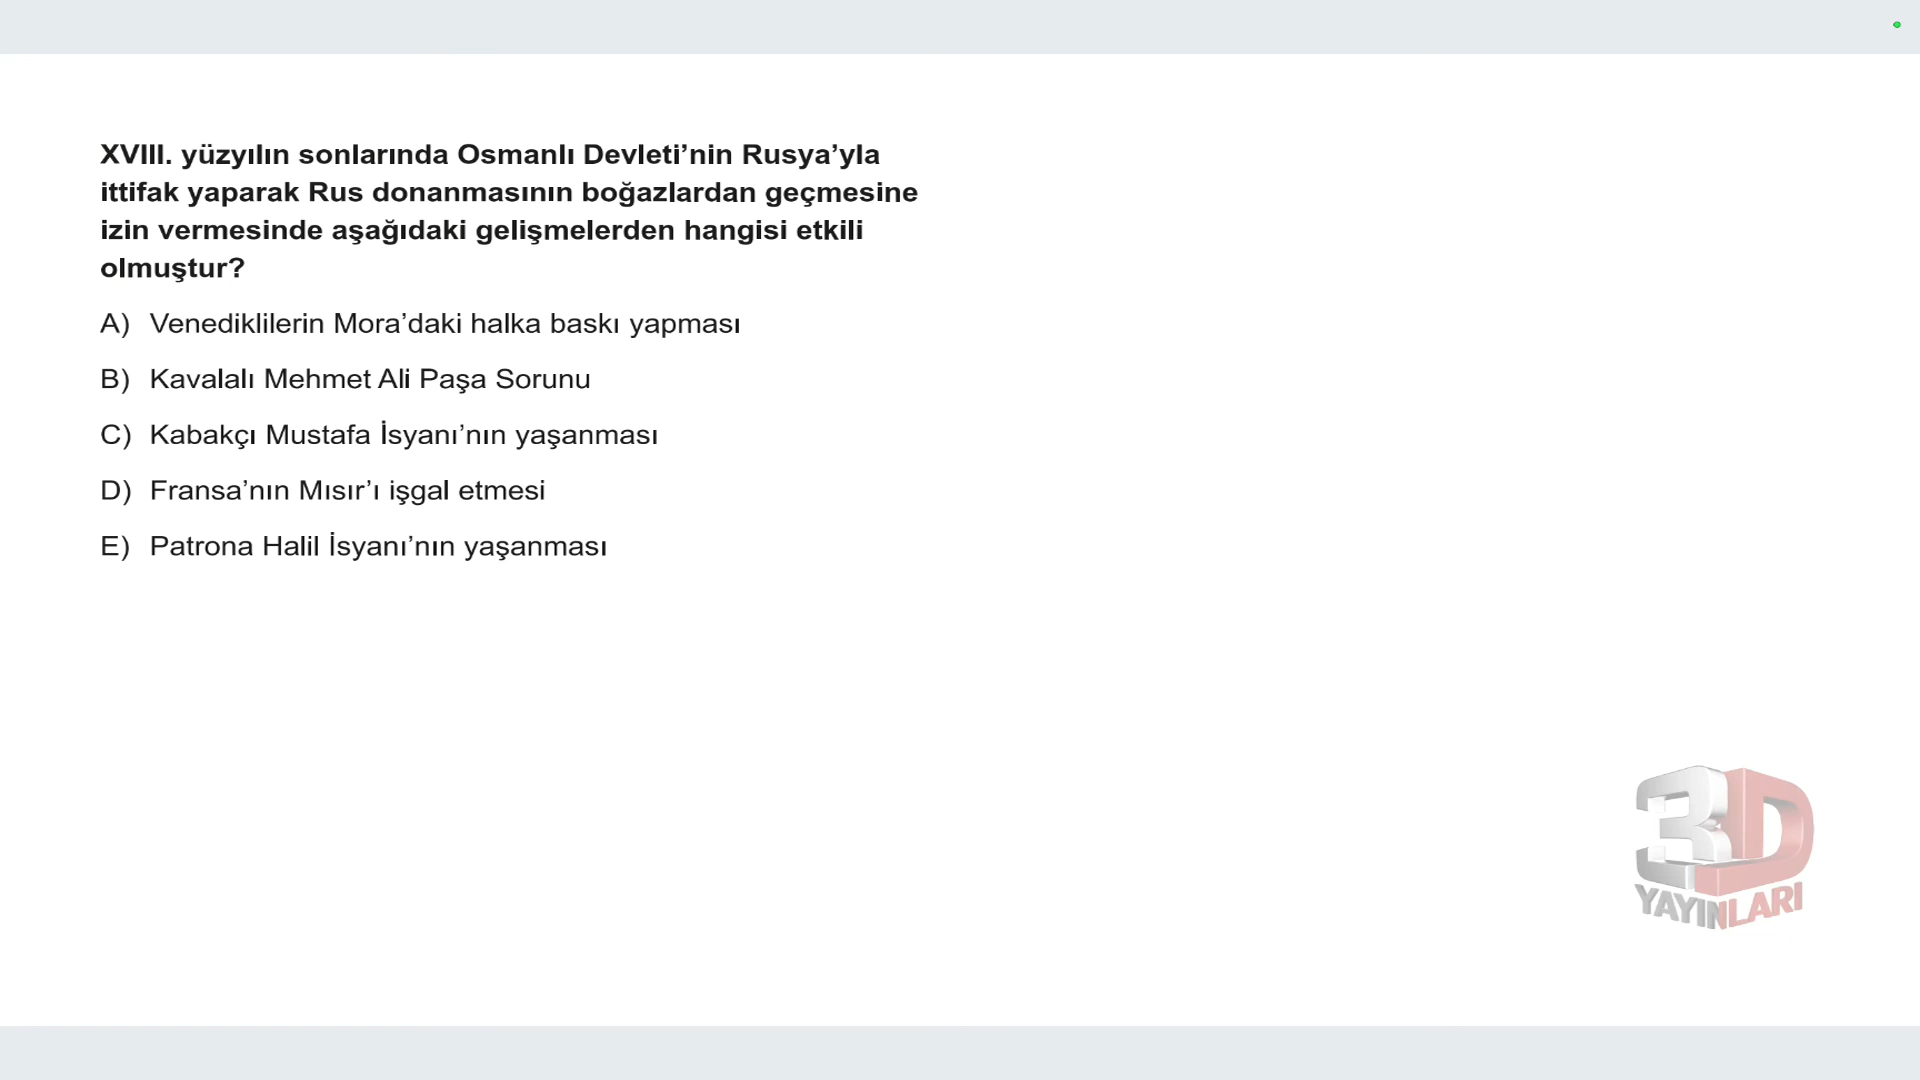 XVIII. yüzyılın sonlarında Osmanlı Devleti’nin Rusya’yla
ittifak yaparak Rus donanmasının boğazlardan geçmesine
izin vermesinde aşağıdaki gelişmelerden hangisi etkili
olmuştur?
A) Venediklilerin Mora’daki halka baskı yapması
B) Kavalalı Mehmet Ali Paşa Sorunu
C) Kabakçı Mustafa İsyanı’nın yaşanması
D) Fransa’nın Mısır’ı işgal etmesi
E) Patrona Halil İsyanı’nın yaşanması
3D
YAYINLARI